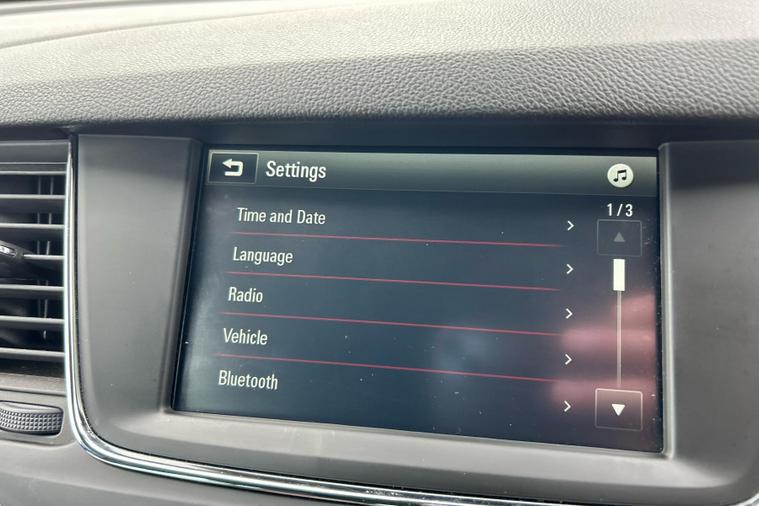 Settings
1/3
Time and Date
Language
Radio
Vehicle
Bluetooth